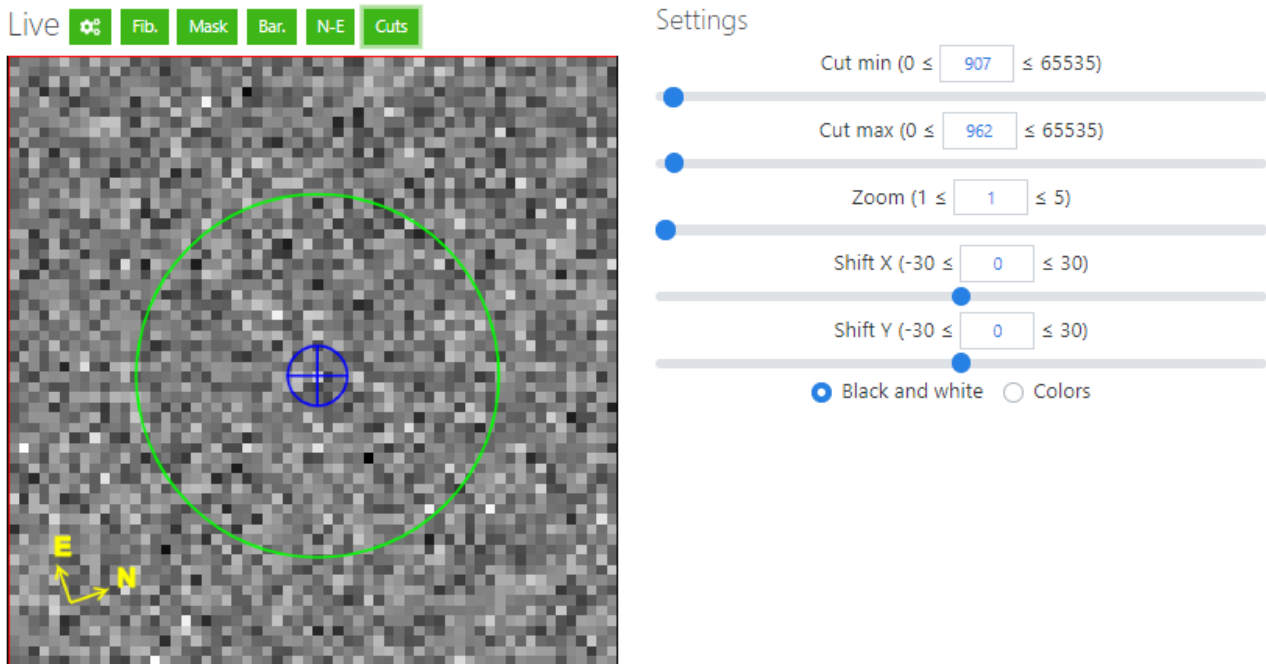 Live Fib. Mask Bar. N-E Cuts
Settings
Cut min (0 ≤ 907 ≤ 65535)
Cut max (0 ≤ 962 ≤ 65535)
Zoom (1 ≤ 1 ≤ 5)
Shift X (-30 ≤ 0 ≤ 30)
Shift Y (-30 ≤ 0 ≤ 30)
Black and white Colors
E
N